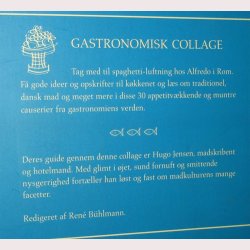 GASTRONOMISK COLLAGE
Tag med til spaghetti-luftning hos Alfredo i Rom.
Få gode ideer og opskrifter til køkkenet og læs om traditionel,
dansk mad og meget mere i disse 30 appetitvækkende og muntre
causerier fra gastronomiens verden.
Deres guide gennem denne collage er Hugo Jensen, madskribent
og hotelmand. Med glimt i øjet, sund fornuft og smittende
nysgerrighed fortæller han løst og fast om madkulturens mange
facetter.
Redigeret af René Bühlmann.